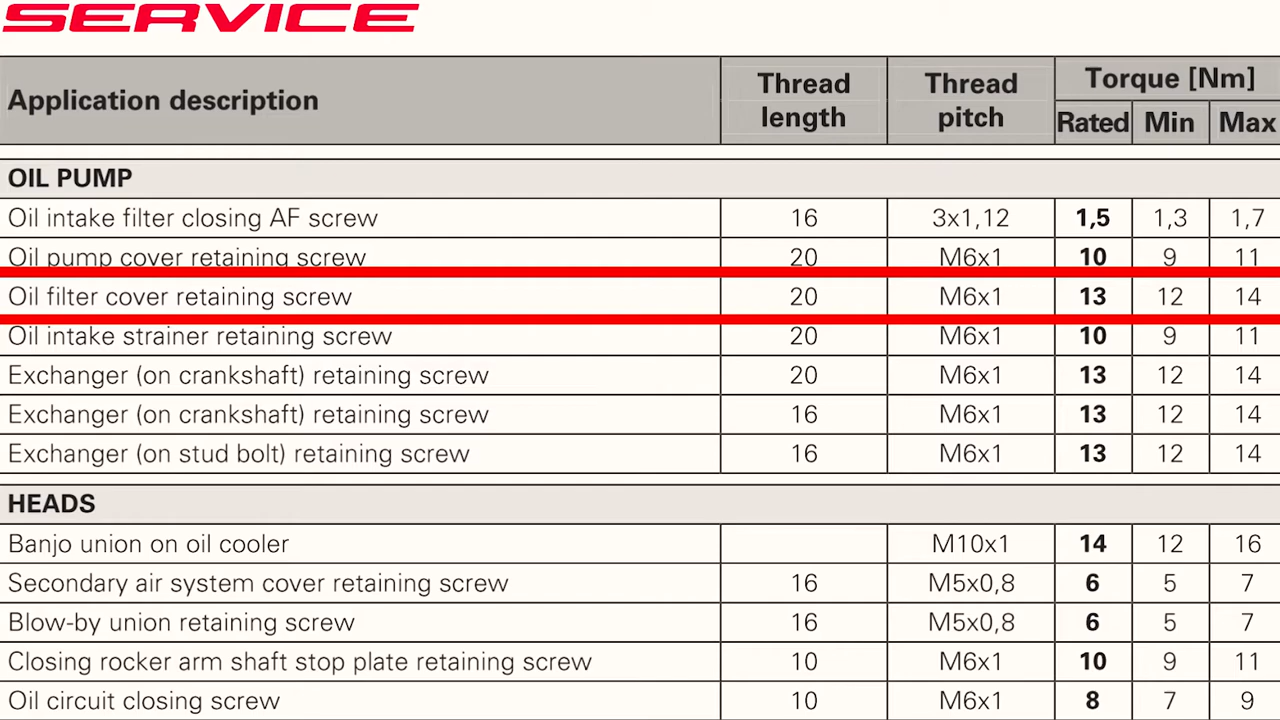 SERVICE
Application description Thread length Thread pitch Torque [Nm]
Rated Min Max
OIL PUMP
Oil intake filter closing AF screw 16 3x1,12 1,5 1,3 1,7
Oil pump cover retaining screw 20 M6x1 10 9 11
Oil filter cover retaining screw 20 M6x1 13 12 14
Oil intake strainer retaining screw 20 M6x1 10 9 11
Exchanger (on crankshaft) retaining screw 20 M6x1 13 12 14
Exchanger (on crankshaft) retaining screw 16 M6x1 13 12 14
Exchanger (on stud bolt) retaining screw 16 M6x1 13 12 14
HEADS
Banjo union on oil cooler M10x1 14 12 16
Secondary air system cover retaining screw 16 M5x0,8 6 5 7
Blow-by union retaining screw 16 M5x0,8 6 5 7
Closing rocker arm shaft stop plate retaining screw 10 M6x1 10 9 11
Oil circuit closing screw 10 M6x1 8 7 9